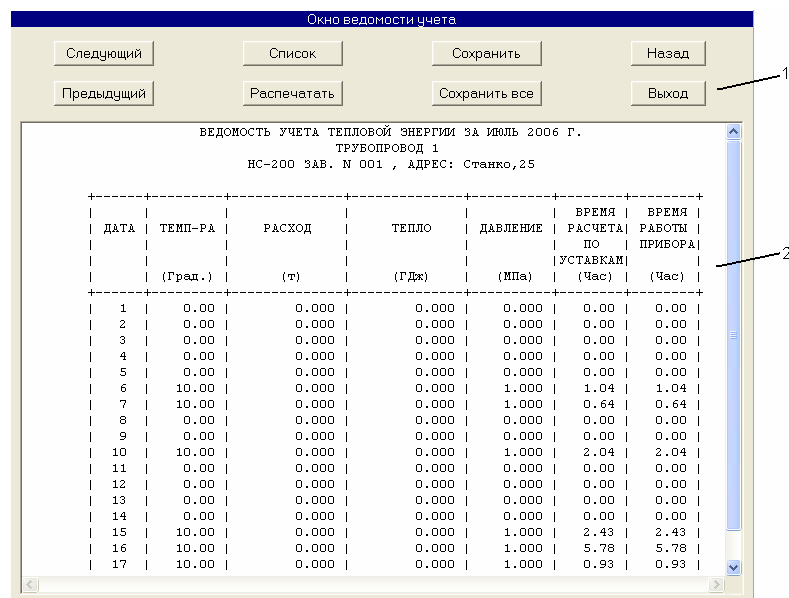 Окно ведомости учета
Следующий Список Сохранить Назад
1
Предыдущий Распечатать Сохранить все Выход
ВЕДОМОСТЬ УЧЕТА ТЕПЛОВОЙ ЭНЕРГИИ ЗА ИЮЛЬ 2006 Г.
ТРУБОПРОВОД 1
НС-200 ЗАВ. N 001 , АДРЕС: Станко,25
+------+---------+--------------+--------------+----------+--------+--------+
| | | | | | ВРЕМЯ | ВРЕМЯ |
| ДАТА | ТЕМП-РА | РАСХОД | ТЕПЛО | ДАВЛЕНИЕ | РАСЧЕТА| РАБОТЫ |
| | | | | | ПО | ПРИБОРА|
2
| | | | | |УСТАВКАМ| |
| | (Град.) | (т) | (ГДж) | (МПа) | (Час) | (Час) |
+------+---------+--------------+--------------+----------+--------+--------+
| 1 | 0.00 | 0.000 | 0.000 | 0.000 | 0.00 | 0.00 |
| 2 | 0.00 | 0.000 | 0.000 | 0.000 | 0.00 | 0.00 |
| 3 | 0.00 | 0.000 | 0.000 | 0.000 | 0.00 | 0.00 |
| 4 | 0.00 | 0.000 | 0.000 | 0.000 | 0.00 | 0.00 |
| 5 | 0.00 | 0.000 | 0.000 | 0.000 | 0.00 | 0.00 |
| 6 | 10.00 | 0.000 | 0.000 | 1.000 | 1.04 | 1.04 |
| 7 | 10.00 | 0.000 | 0.000 | 1.000 | 0.64 | 0.64 |
| 8 | 0.00 | 0.000 | 0.000 | 0.000 | 0.00 | 0.00 |
| 9 | 0.00 | 0.000 | 0.000 | 0.000 | 0.00 | 0.00 |
| 10 | 10.00 | 0.000 | 0.000 | 1.000 | 2.04 | 2.04 |
| 11 | 0.00 | 0.000 | 0.000 | 0.000 | 0.00 | 0.00 |
| 12 | 0.00 | 0.000 | 0.000 | 0.000 | 0.00 | 0.00 |
| 13 | 0.00 | 0.000 | 0.000 | 0.000 | 0.00 | 0.00 |
| 14 | 0.00 | 0.000 | 0.000 | 0.000 | 0.00 | 0.00 |
| 15 | 10.00 | 0.000 | 0.000 | 1.000 | 2.43 | 2.43 |
| 16 | 10.00 | 0.000 | 0.000 | 1.000 | 5.78 | 5.78 |
| 17 | 10.00 | 0.000 | 0.000 | 1.000 | 0.93 | 0.93 |